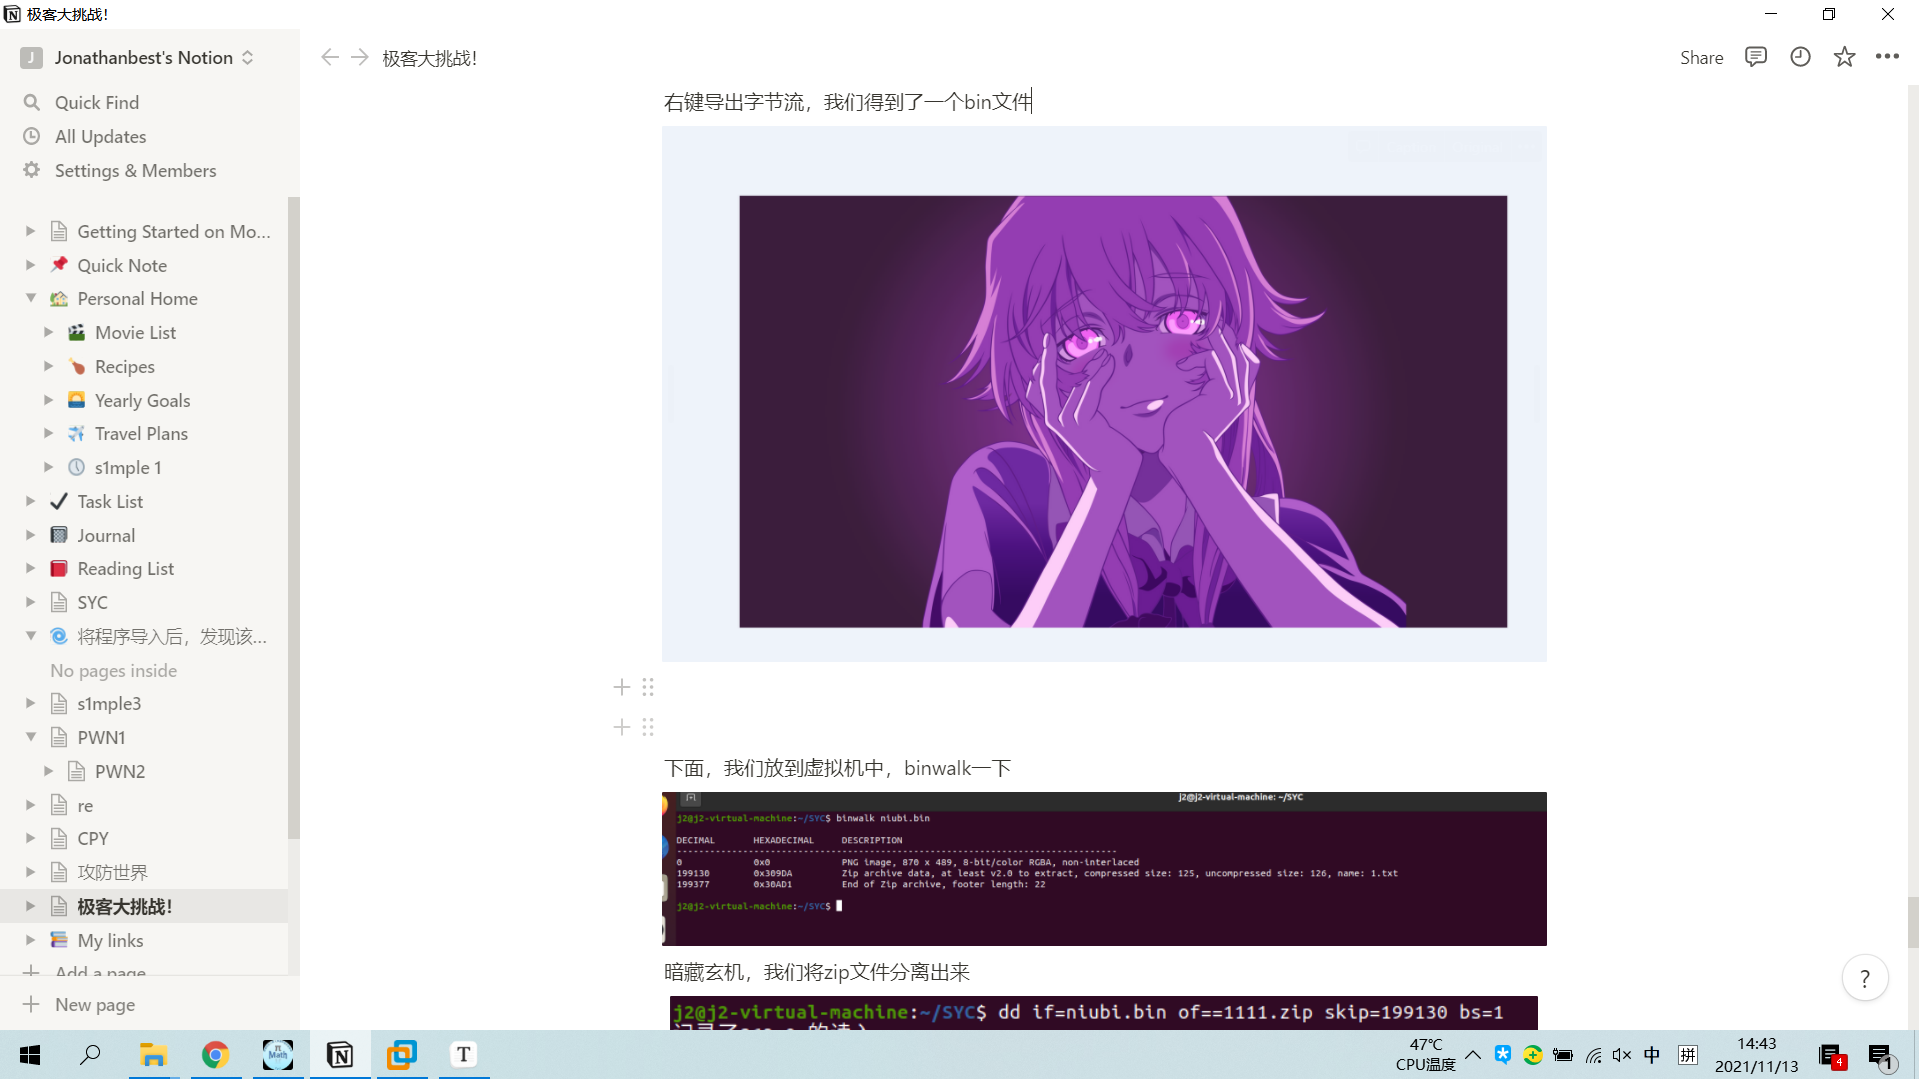 极客大挑战!
J Jonathanbest's Notion
Quick Find
All Updates
Settings & Members
Getting Started on Mo...
Quick Note
Personal Home
Movie List
Recipes
Yearly Goals
Travel Plans
s1mple 1
Task List
Journal
Reading List
SYC
将程序导入后，发现该...
No pages inside
s1mple3
PWN1
PWN2
re
CPY
攻防世界
极客大挑战!
My links
Add a page
New page
极客大挑战!
Share
右键导出字节流，我们得到了一个bin文件
下面，我们放到虚拟机中，binwalk一下
j2@j2-virtual-machine: ~/SYC
j2@j2-virtual-machine:~/SYC$ binwalk niubi.bin
DECIMAL HEXADECIMAL DESCRIPTION
--------------------------------------------------------------------------------
0 0x0 PNG image, 870 x 489, 8-bit/color RGBA, non-interlaced
199130 0x309DA Zip archive data, at least v2.0 to extract, compressed size: 125, uncompressed size: 126, name: 1.txt
199377 0x30AD1 End of Zip archive, footer length: 22
j2@j2-virtual-machine:~/SYC$
暗藏玄机，我们将zip文件分离出来
j2@j2-virtual-machine:~/SYC$ dd if=niubi.bin of==1111.zip skip=199130 bs=1
?
π
Math
T
47℃
CPU温度
中
拼
14:43
2021/11/13
4
1